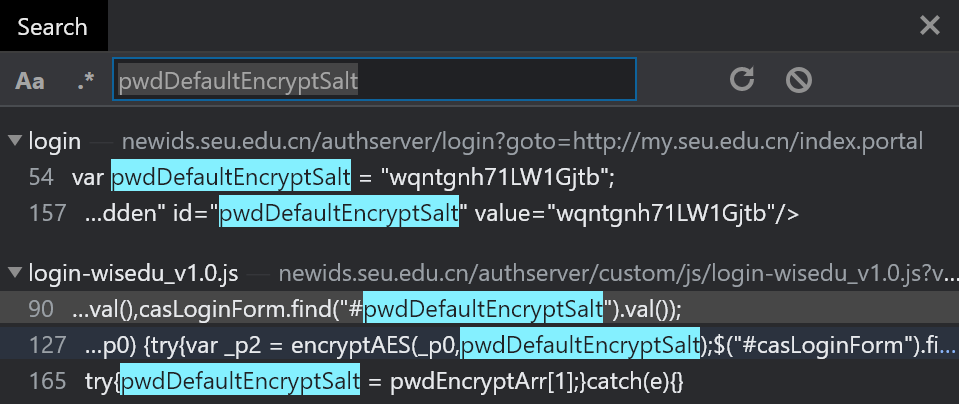 Search
Aa .* pwdDefaultEncryptSalt
login — newids.seu.edu.cn/authserver/login?goto=http://my.seu.edu.cn/index.portal
54 var pwdDefaultEncryptSalt = "wqntgnh71LW1Gjtb";
157 ...dden" id="pwdDefaultEncryptSalt" value="wqntgnh71LW1Gjtb"/>
login-wisedu_v1.0.js — newids.seu.edu.cn/authserver/custom/js/login-wisedu_v1.0.js?v...
90 ...val(),casLoginForm.find("#pwdDefaultEncryptSalt").val());
127 ...p0) {try{var _p2 = encryptAES(_p0,pwdDefaultEncryptSalt);$("#casLoginForm").fi...
165 try{pwdDefaultEncryptSalt = pwdEncryptArr[1];}catch(e){}